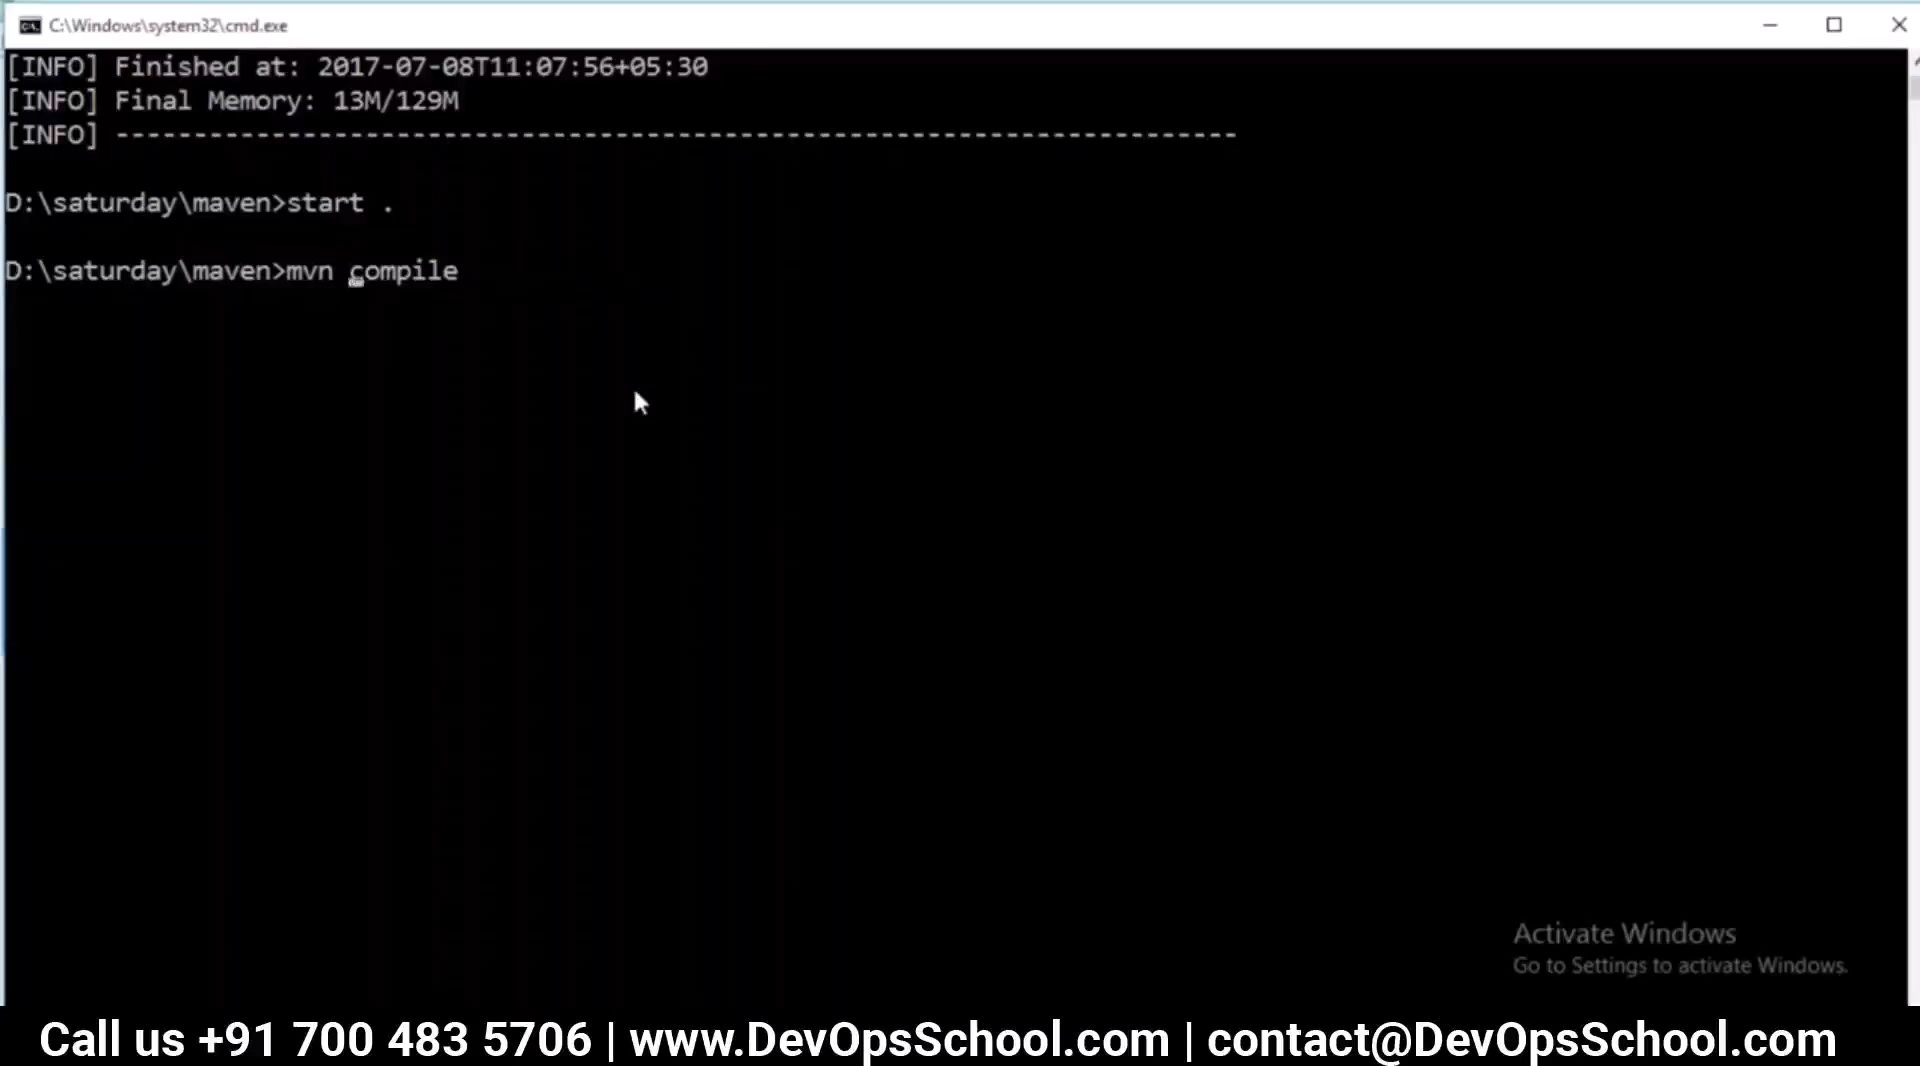 C:\Windows\system32\cmd.exe
[INFO] Finished at: 2017-07-08T11:07:56+05:30
[INFO] Final Memory: 13M/129M
[INFO] ------------------------------------------------------------------------
D:\saturday\maven>start .
D:\saturday\maven>mvn compile
Activate Windows
Go to Settings to activate Windows.
Call us +91 700 483 5706 | www.DevOpsSchool.com | contact@DevOpsSchool.com